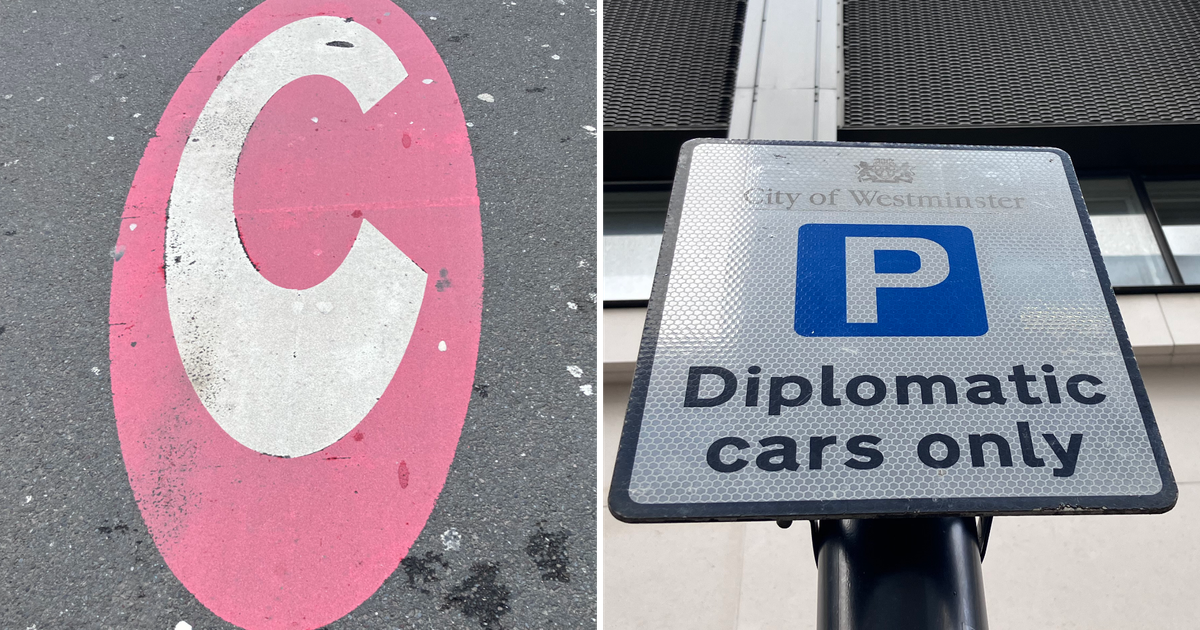 C
City of Westminster
P
Diplomatic
cars only